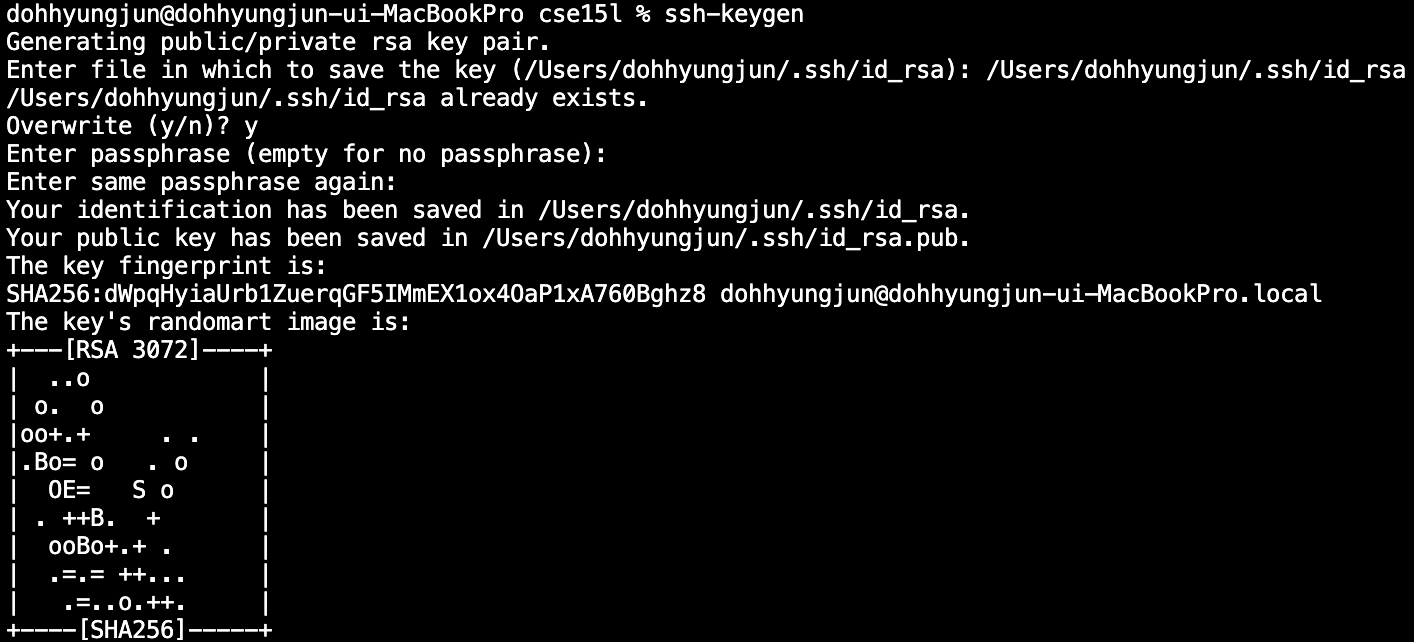 dohhyungjun@dohhyungjun-ui-MacBookPro cse15l % ssh-keygen
Generating public/private rsa key pair.
Enter file in which to save the key (/Users/dohhyungjun/.ssh/id_rsa): /Users/dohhyungjun/.ssh/id_rsa
/Users/dohhyungjun/.ssh/id_rsa already exists.
Overwrite (y/n)? y
Enter passphrase (empty for no passphrase):
Enter same passphrase again:
Your identification has been saved in /Users/dohhyungjun/.ssh/id_rsa.
Your public key has been saved in /Users/dohhyungjun/.ssh/id_rsa.pub.
The key fingerprint is:
SHA256:dWpqHyiaUrb1ZuerqGF5IMmEX1ox4OaP1xA760Bghz8 dohhyungjun@dohhyungjun-ui-MacBookPro.local
The key's randomart image is:
+---[RSA 3072]----+
|  ..o            |
| o.  o           |
|oo+.+     . .    |
|.Bo= o   . o     |
|  OE=   S o      |
| . ++B.  +       |
|  ooBo+.+ .      |
|  .=.= ++...     |
|   .=..o.++.     |
+----[SHA256]-----+